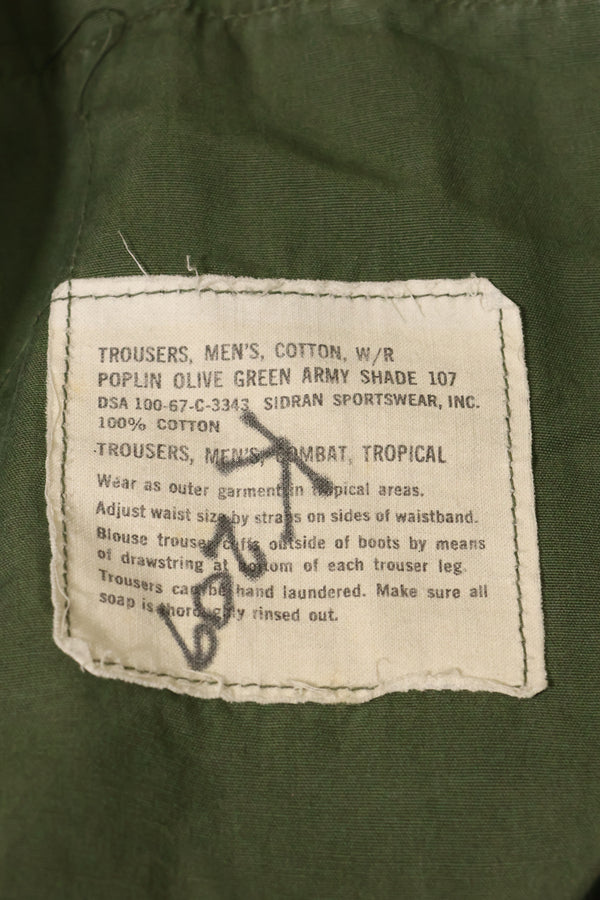 TROUSERS, MEN'S, COTTON, W/R
POPLIN OLIVE GREEN ARMY SHADE 107
DSA 100-67-C-3343 SIDRAN SPORTSWEAR, INC.
100% COTTON
TROUSERS, MEN'S, COMBAT, TROPICAL
Wear as outer garment in tropical areas.
Adjust waist size by straps on sides of waistband.
Blouse trouser cuffs outside of boots by means
of drawstring at bottom of each trouser leg.
Trousers can be hand laundered. Make sure all
soap is thoroughly rinsed out.